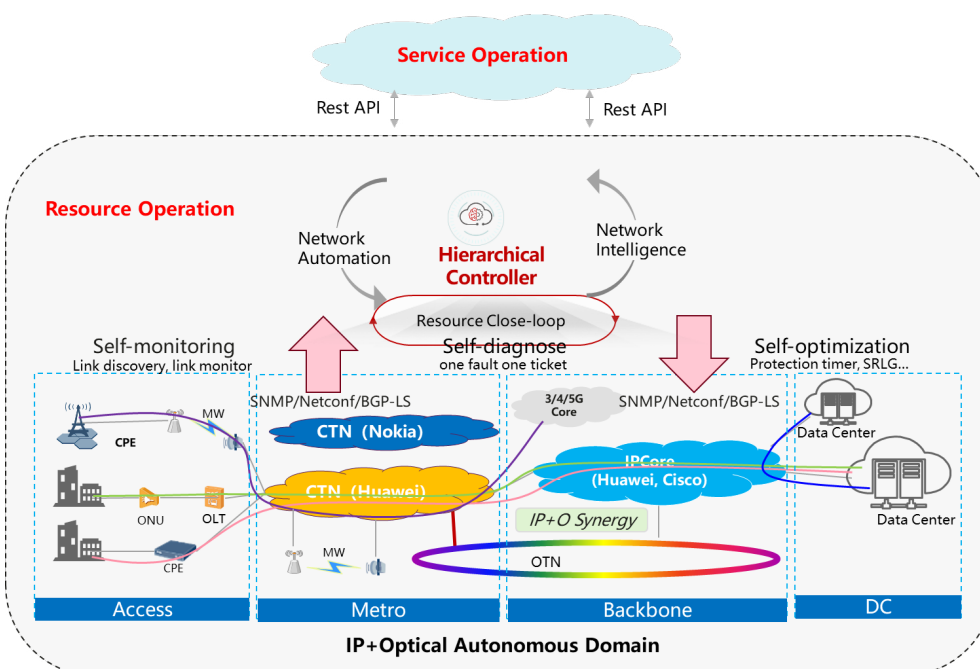 Service Operation
Rest API
Rest API
Resource Operation
Network
Automation
Hierarchical
Controller
Network
Intelligence
Resource Close-loop
Self-monitoring
Link discovery, link monitor
Self-diagnose
one fault one ticket
Self-optimization
Protection timer, SRLG...
SNMP/Netconf/BGP-LS
3/4/5G
Core
SNMP/Netconf/BGP-LS
MW
CPE
CTN (Nokia)
Data Center
CTN (Huawei)
IPCore
(Huawei, Cisco)
ONU
OLT
Data Center
IP+O Synergy
MW
CPE
OTN
Access
Metro
Backbone
DC
IP+Optical Autonomous Domain